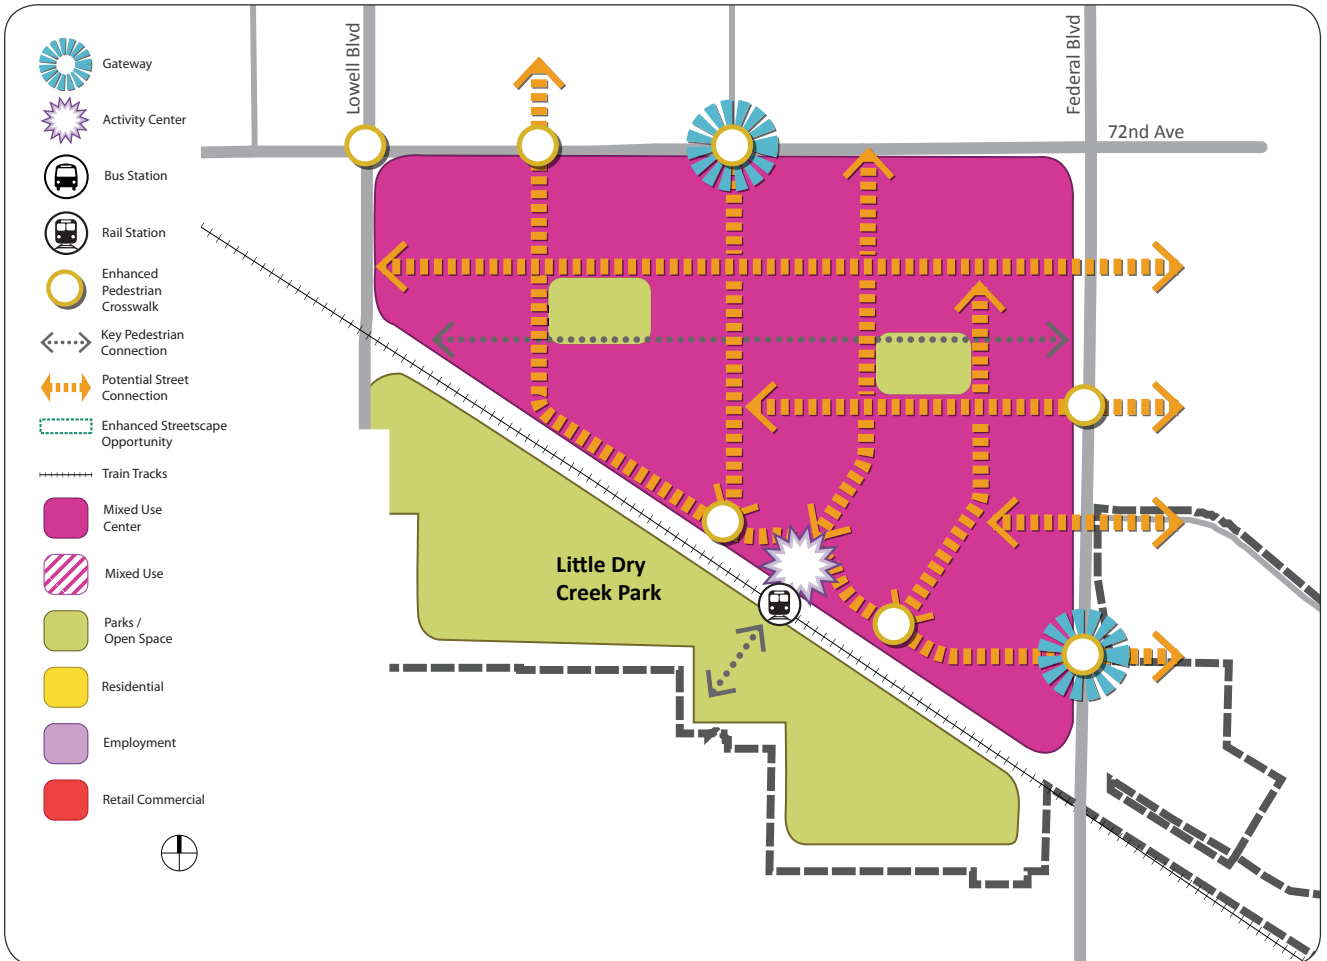 Lowell Blvd
Federal Blvd
72nd Ave
Gateway
Activity Center
Bus Station
Rail Station
Enhanced
Pedestrian
Crosswalk
Key Pedestrian
Connection
Potential Street
Connection
Enhanced Streetscape
Opportunity
Train Tracks
Mixed Use
Center
Mixed Use
Parks /
Open Space
Residential
Employment
Retail Commercial
Little Dry
Creek Park